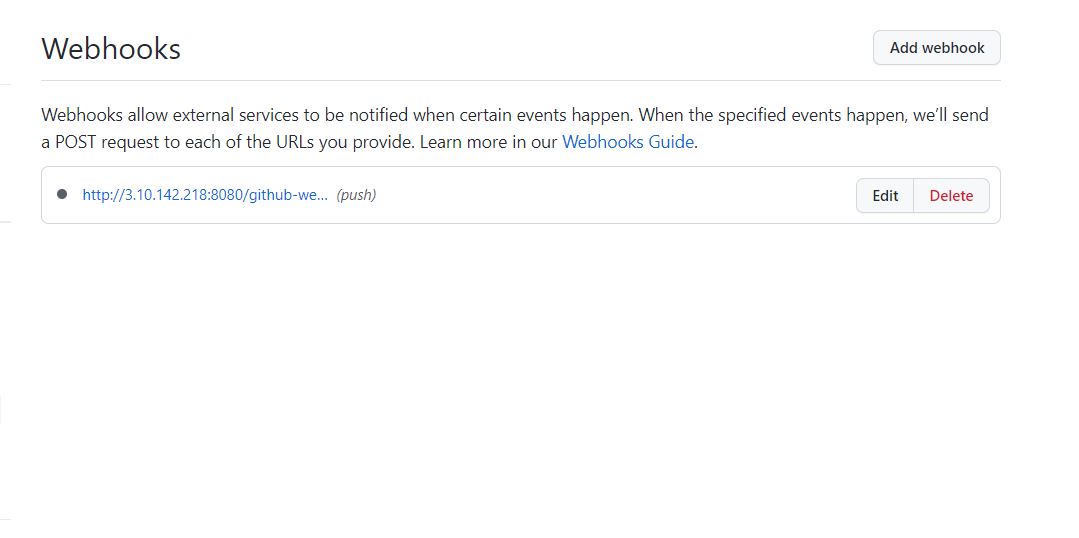 Webhooks
Add webhook
Webhooks allow external services to be notified when certain events happen. When the specified events happen, we’ll send
a POST request to each of the URLs you provide. Learn more in our Webhooks Guide.
http://3.10.142.218:8080/github-we... (push)
Edit
Delete